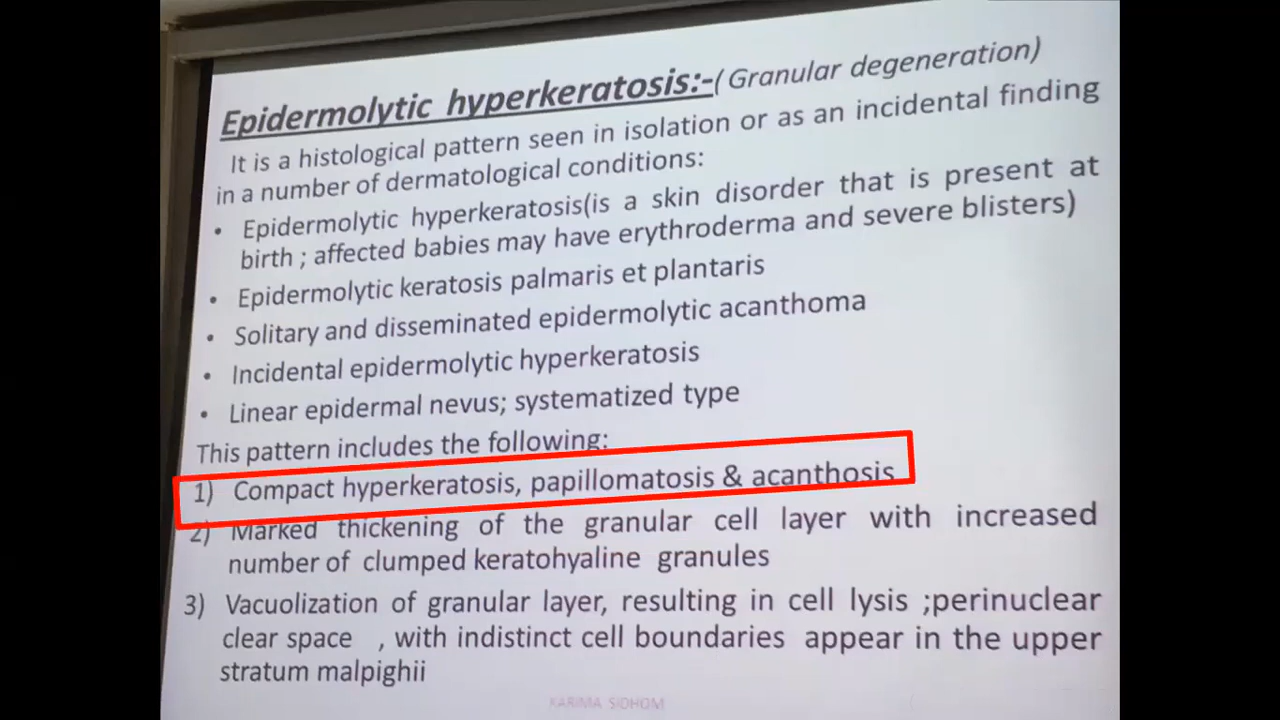 Epidermolytic hyperkeratosis:-( Granular degeneration)
It is a histological pattern seen in isolation or as an incidental finding
in a number of dermatological conditions:
• Epidermolytic hyperkeratosis(is a skin disorder that is present at
birth ; affected babies may have erythroderma and severe blisters)
• Epidermolytic keratosis palmaris et plantaris
• Solitary and disseminated epidermolytic acanthoma
• Incidental epidermolytic hyperkeratosis
• Linear epidermal nevus; systematized type
This pattern includes the following:
1) Compact hyperkeratosis, papillomatosis & acanthosis
2) Marked thickening of the granular cell layer with increased
number of clumped keratohyaline granules
3) Vacuolization of granular layer, resulting in cell lysis ;perinuclear
clear space , with indistinct cell boundaries appear in the upper
stratum malpighii
KARIMA SIDHOM